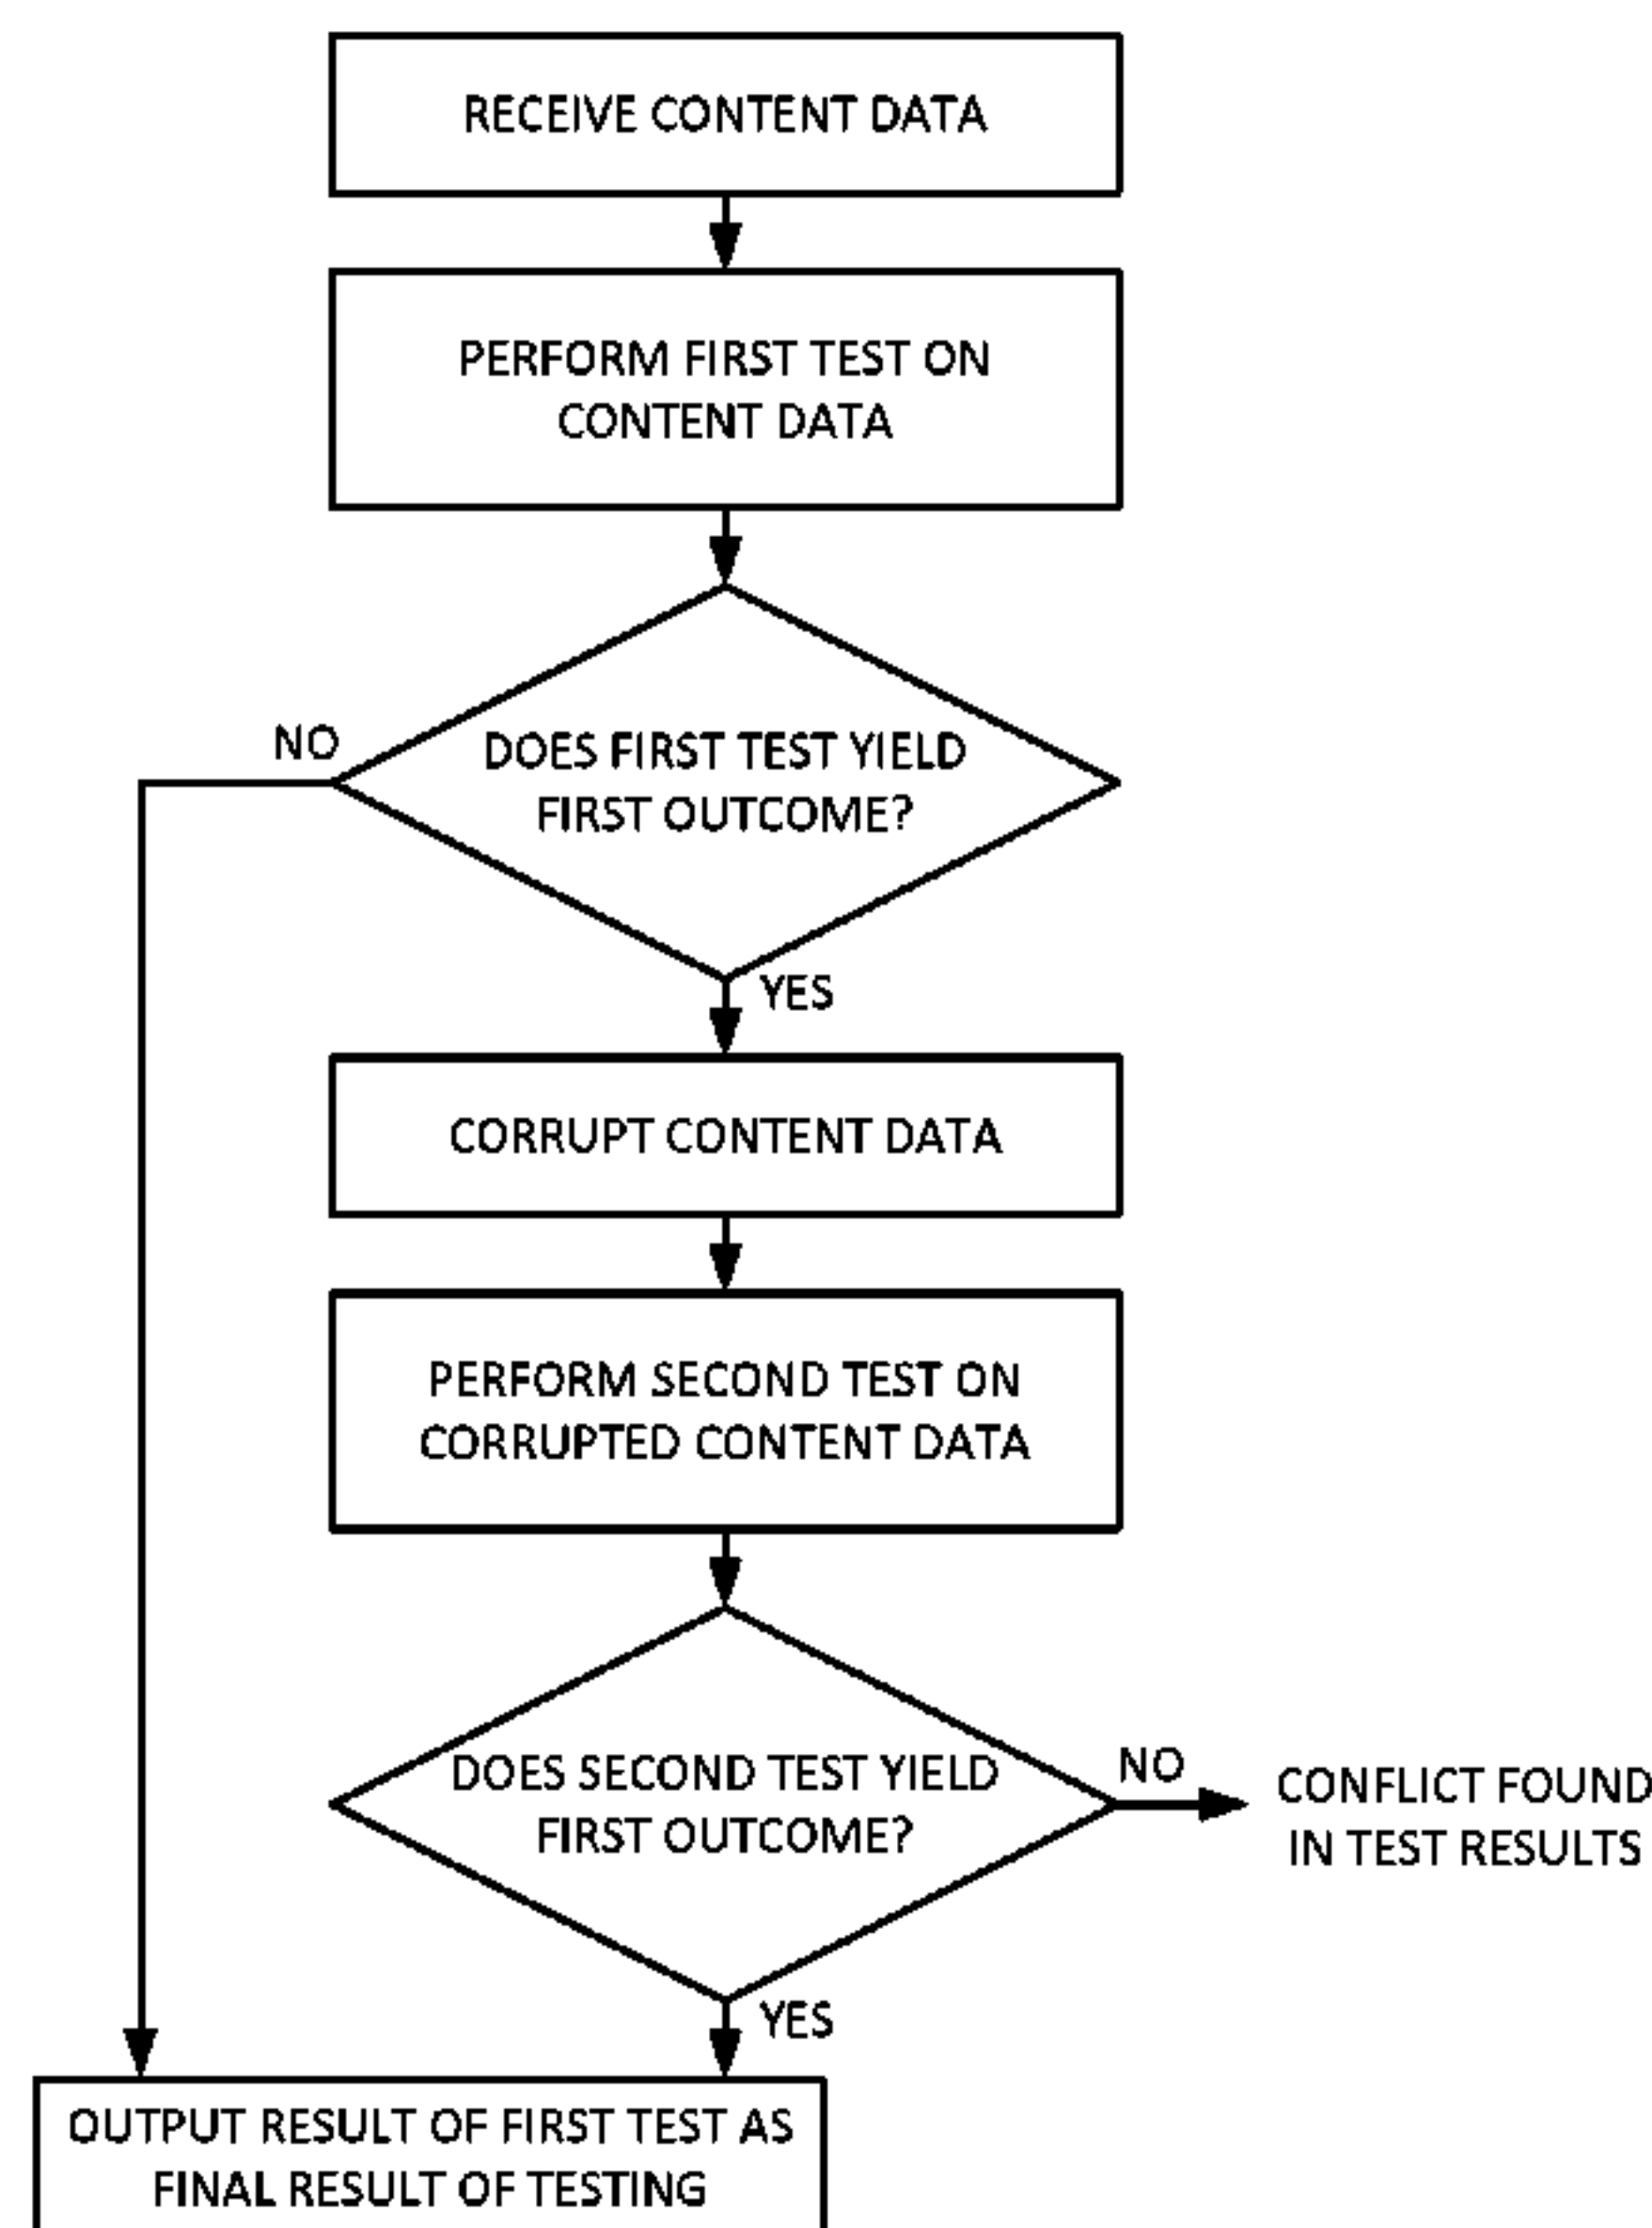 RECEIVE CONTENT DATA
PERFORM FIRST TEST ON
CONTENT DATA
NO
DOES FIRST TEST YIELD
FIRST OUTCOME?
YES
CORRUPT CONTENT DATA
PERFORM SECOND TEST ON
CORRUPTED CONTENT DATA
DOES SECOND TEST YIELD
FIRST OUTCOME?
NO
CONFLICT FOUND
IN TEST RESULTS
YES
OUTPUT RESULT OF FIRST TEST AS
FINAL RESULT OF TESTING